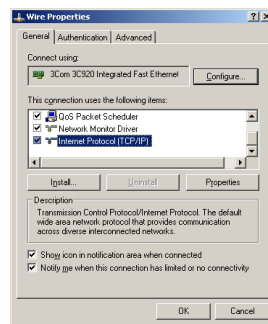 Wire Properties
General
Authentication
Advanced
Connect using:
3Com 3C920 Integrated Fast Ethernet
Configure...
This connection uses the following items:
QoS Packet Scheduler
Network Monitor Driver
Internet Protocol (TCP/IP)
Install...
Uninstall
Properties
Description
Transmission Control Protocol/Internet Protocol. The default
wide area network protocol that provides communication
across diverse interconnected networks.
Show icon in notification area when connected
Notify me when this connection has limited or no connectivity
OK
Cancel